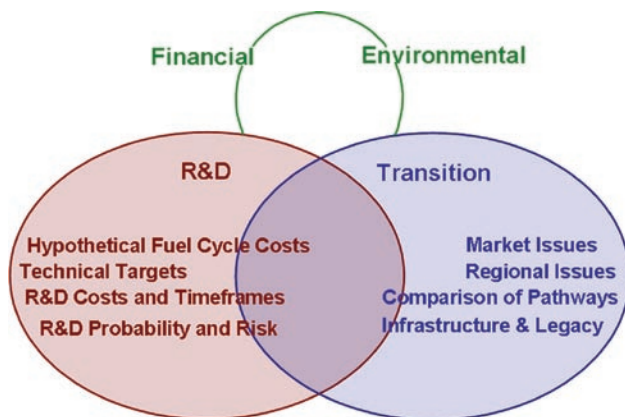 Financial
Environmental
R&D
Transition
Hypothetical Fuel Cycle Costs
Technical Targets
R&D Costs and Timeframes
R&D Probability and Risk
Market Issues
Regional Issues
Comparison of Pathways
Infrastructure & Legacy